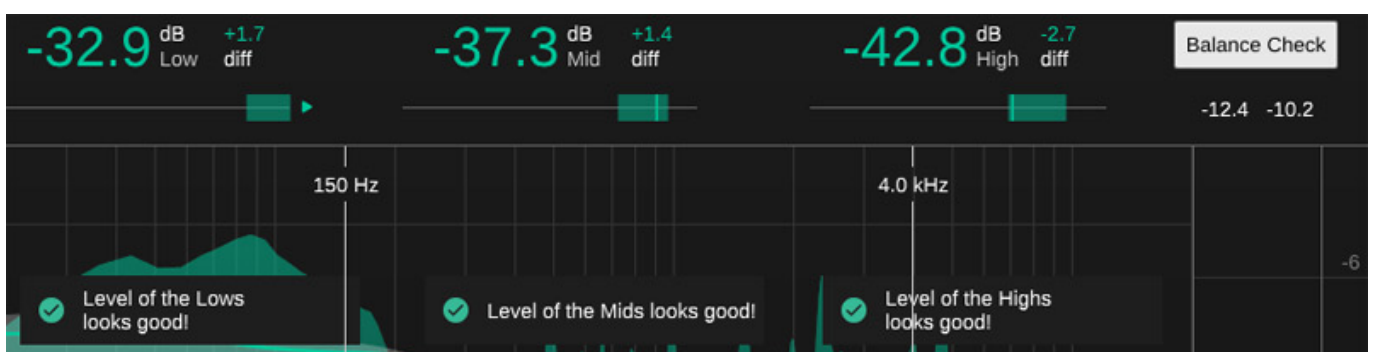 -32.9 dB Low +1.7 diff
-37.3 dB Mid +1.4 diff
-42.8 dB High -2.7 diff
Balance Check
-12.4 -10.2
150 Hz
4.0 kHz
-6
Level of the Lows
looks good!
Level of the Mids looks good!
Level of the Highs
looks good!